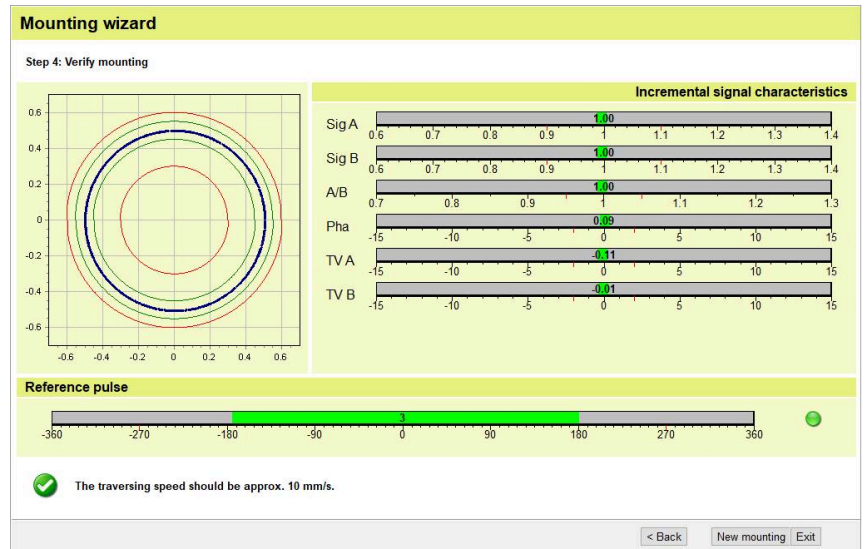 Mounting wizard
Step 4: Verify mounting
Incremental signal characteristics
0.6
0.4
0.2
0
-0.2
-0.4
-0.6
-0.6 -0.4 -0.2 0 0.2 0.4 0.6
Sig A 1.00
0.6 0.7 0.8 0.9 1 1.1 1.2 1.3 1.4
Sig B 1.00
0.6 0.7 0.8 0.9 1 1.1 1.2 1.3 1.4
A/B 1.00
0.7 0.8 0.9 1 1.1 1.2 1.3
Pha 0.09
-15 -10 -5 0 5 10 15
TV A -0.11
-15 -10 -5 0 5 10 15
TV B -0.01
-15 -10 -5 0 5 10 15
Reference pulse
3
-360 -270 -180 -90 0 90 180 270 360
The traversing speed should be approx. 10 mm/s.
< Back New mounting Exit